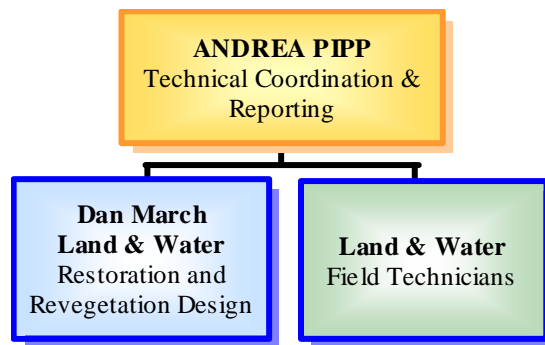 ANDREA PIPP
Technical Coordination &
Reporting
Dan March
Land & Water
Restoration and
Revegetation Design
Land & Water
Field Technicians